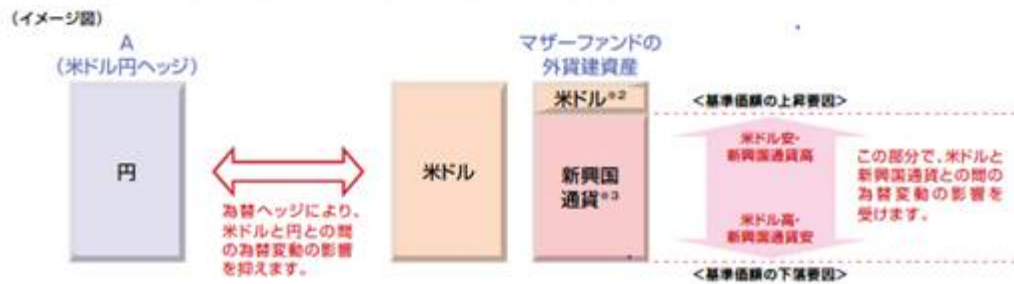 （イメージ図）
A
（米ドル円ヘッジ）
円
為替ヘッジにより、
米ドルと円との間
の為替変動の影響
を抑えます。
米ドル
マザーファンドの
外貨建資産
米ドル※2
新興国
通貨※3
＜基準価額の上昇要因＞
米ドル安・
新興国通貨高
米ドル高・
新興国通貨安
＜基準価額の下落要因＞
この部分で、米ドルと
新興国通貨との間の
為替変動の影響を
受けます。